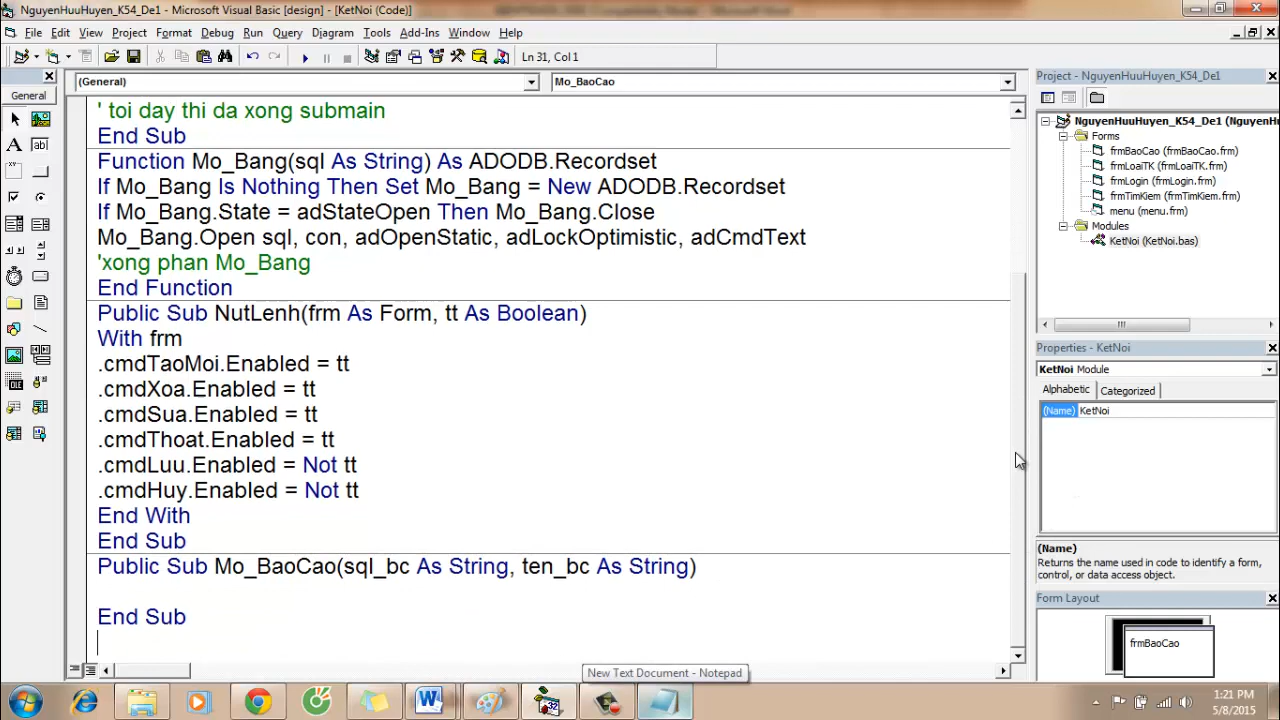 NguyenHuuHuyen_K54_De1 - Microsoft Visual Basic [design] - [KetNoi (Code)]
File Edit View Project Format Debug Run Query Diagram Tools Add-Ins Window Help
Ln 31, Col 1
General
(General)
Mo_BaoCao
' toi day thi da xong submain
End Sub
Function Mo_Bang(sql As String) As ADODB.Recordset
If Mo_Bang Is Nothing Then Set Mo_Bang = New ADODB.Recordset
If Mo_Bang.State = adStateOpen Then Mo_Bang.Close
Mo_Bang.Open sql, con, adOpenStatic, adLockOptimistic, adCmdText
'xong phan Mo_Bang
End Function
Public Sub NutLenh(frm As Form, tt As Boolean)
With frm
.cmdTaoMoi.Enabled = tt
.cmdXoa.Enabled = tt
.cmdSua.Enabled = tt
.cmdThoat.Enabled = tt
.cmdLuu.Enabled = Not tt
.cmdHuy.Enabled = Not tt
End With
End Sub
Public Sub Mo_BaoCao(sql_bc As String, ten_bc As String)
End Sub
Project - NguyenHuuHuyen_K54_De1
NguyenHuuHuyen_K54_De1 (NguyenH
Forms
frmBaoCao (frmBaoCao.frm)
frmLoaiTK (frmLoaiTK.frm)
frmLogin (frmLogin.frm)
frmTimKiem (frmTimKiem.frm)
menu (menu.frm)
Modules
KetNoi (KetNoi.bas)
Properties - KetNoi
KetNoi Module
Alphabetic Categorized
(Name) KetNoi
(Name)
Returns the name used in code to identify a form, control, or data access object.
Form Layout
frmBaoCao
New Text Document - Notepad
1:21 PM
5/8/2015